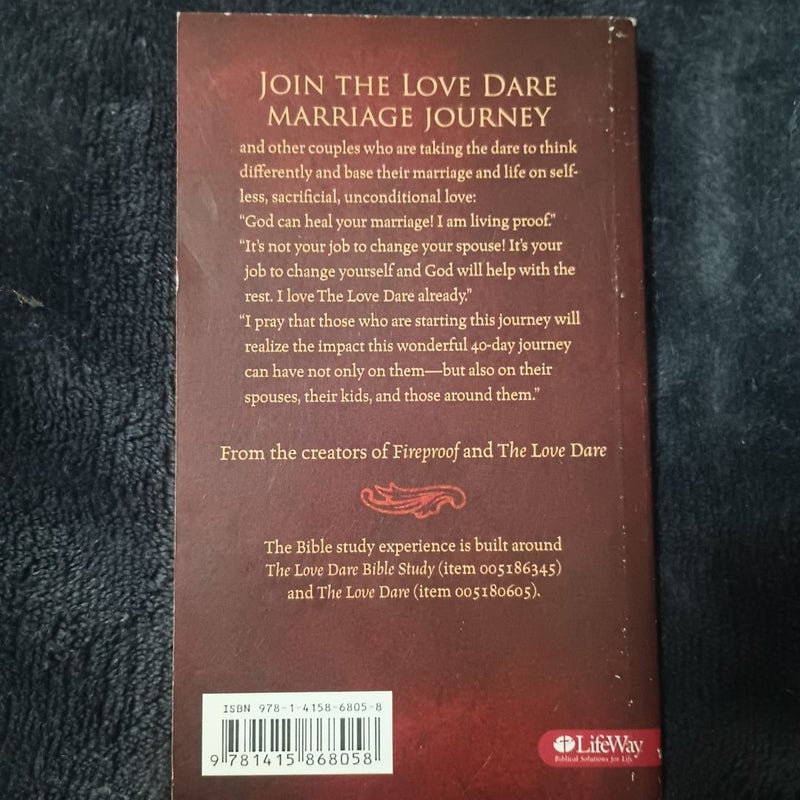 JOIN THE LOVE DARE
MARRIAGE JOURNEY
and other couples who are taking the dare to think
differently and base their marriage and life on self-
less, sacrificial, unconditional love:
“God can heal your marriage! I am living proof.”
“It’s not your job to change your spouse! It’s your
job to change yourself and God will help with the
rest. I love The Love Dare already.”
“I pray that those who are starting this journey will
realize the impact this wonderful 40-day journey
can have not only on them—but also on their
spouses, their kids, and those around them.”
From the creators of Fireproof and The Love Dare
The Bible study experience is built around
The Love Dare Bible Study (item 005186345)
and The Love Dare (item 005180605).
ISBN 978-1-4158-6805-8
9 781415 868058
LifeWay
Biblical Solutions for Life